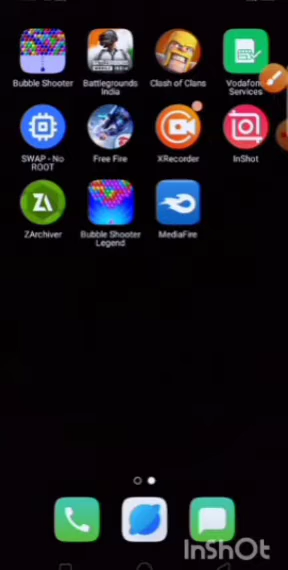 Bubble Shooter
Battlegrounds
India
Clash of Clans
Vodafon
Services
SWAP - No
ROOT
Free Fire
XRecorder
InShot
ZArchiver
Bubble Shooter
Legend
MediaFire
InShOt